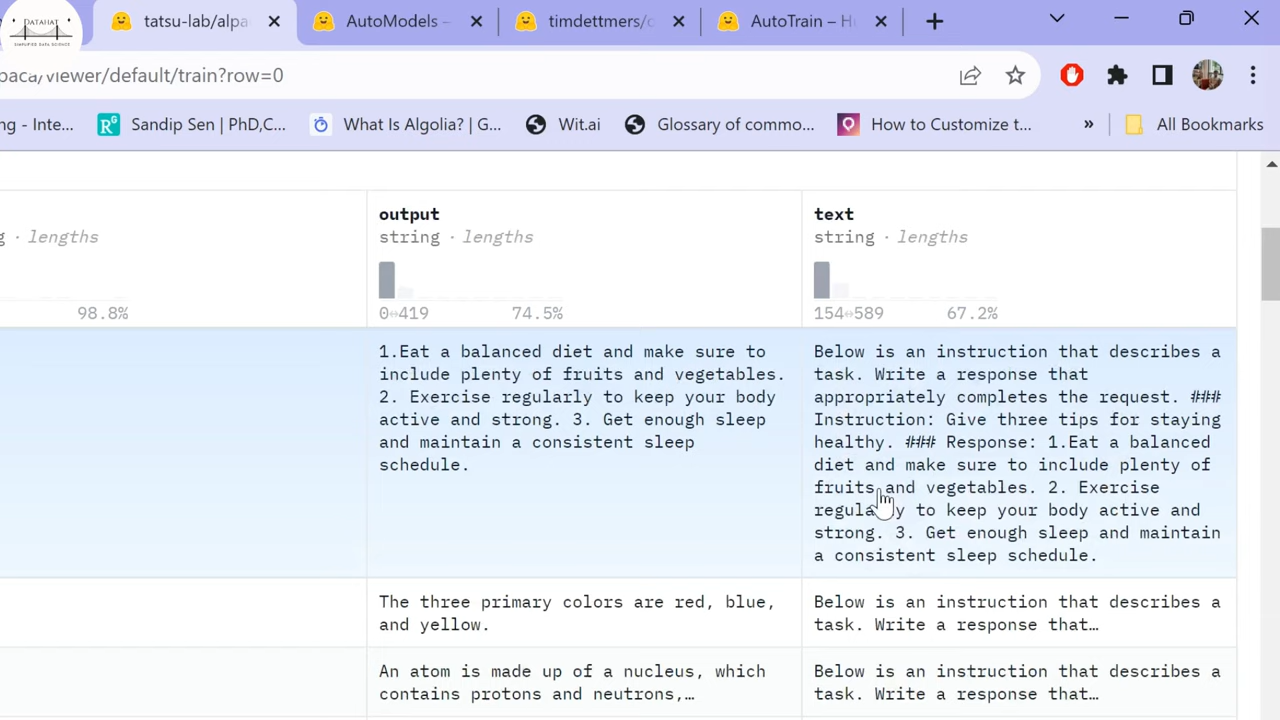 DATAHAT
SIMPLIFIED DATA SCIENCE
tatsu-lab/alpa
AutoModels –
timdettmers/
AutoTrain – Hu
paca/viewer/default/train?row=0
ng - Inte...
Sandip Sen | PhD,C...
What Is Algolia? | G...
Wit.ai
Glossary of commo...
How to Customize t...
»
All Bookmarks
g · lengths
98.8%
output
string · lengths
0↔419
74.5%
text
string · lengths
154↔589
67.2%
1.Eat a balanced diet and make sure to
include plenty of fruits and vegetables.
2. Exercise regularly to keep your body
active and strong. 3. Get enough sleep
and maintain a consistent sleep
schedule.
Below is an instruction that describes a
task. Write a response that
appropriately completes the request. ###
Instruction: Give three tips for staying
healthy. ### Response: 1.Eat a balanced
diet and make sure to include plenty of
fruits and vegetables. 2. Exercise
regularly to keep your body active and
strong. 3. Get enough sleep and maintain
a consistent sleep schedule.
The three primary colors are red, blue,
and yellow.
Below is an instruction that describes a
task. Write a response that…
An atom is made up of a nucleus, which
contains protons and neutrons,…
Below is an instruction that describes a
task. Write a response that…